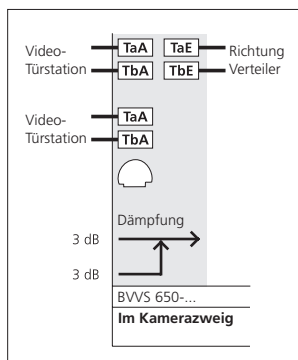 Video- TaA TaE Richtung
Türstation TbA TbE Verteiler
Video- TaA
Türstation TbA
Dämpfung
3 dB
3 dB
BVVS 650-...
Im Kamerazweig